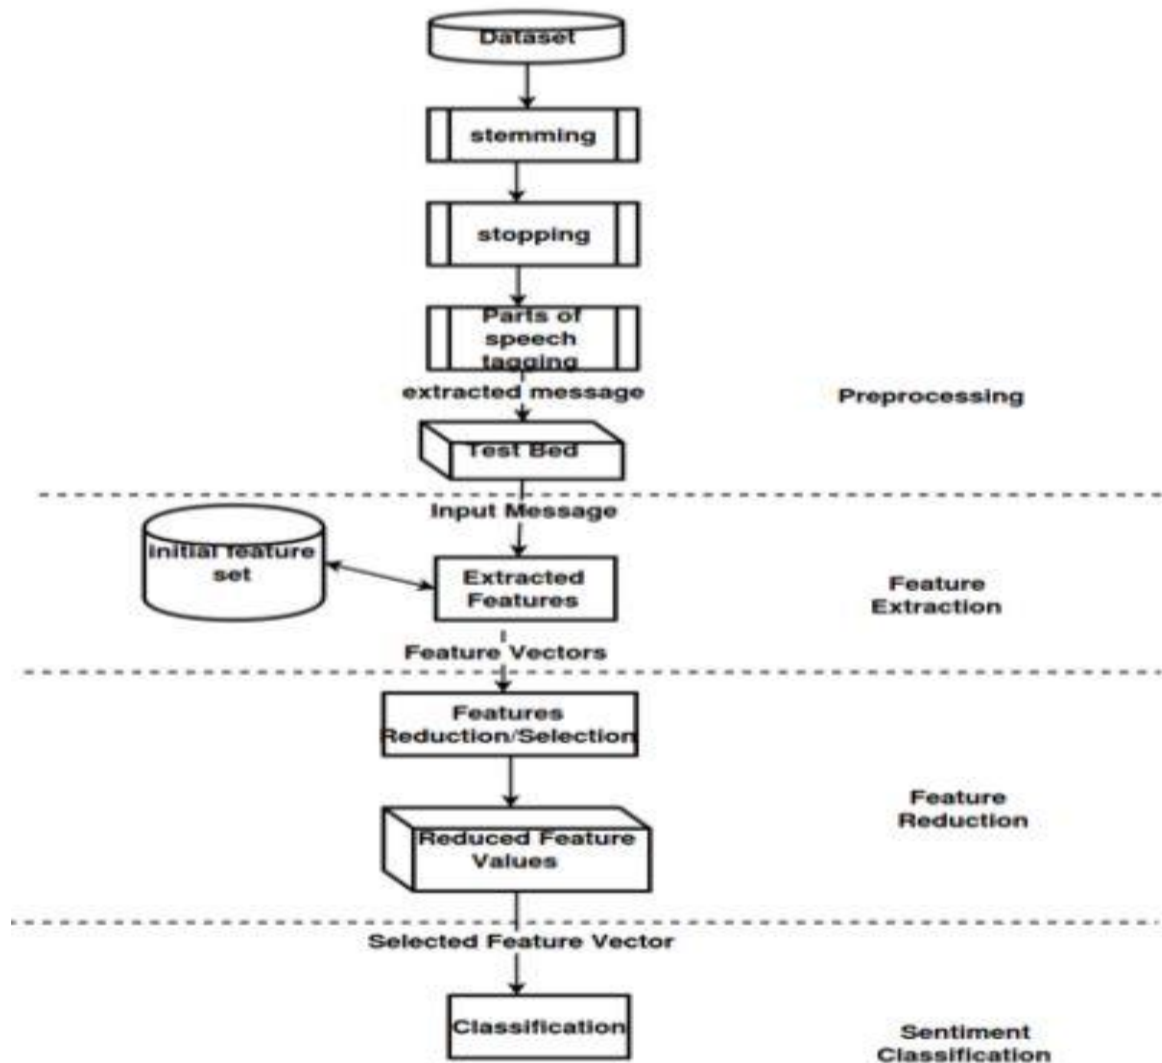 Dataset
stemming
stopping
Parts of
speech
tagging
extracted message
Preprocessing
Test Bed
Input Message
Initial feature
set
Extracted
Features
Feature
Extraction
Feature Vectors
Features
Reduction/Selection
Feature
Reduction
Reduced Feature
Values
Selected Feature Vector
Classification
Sentiment
Classification